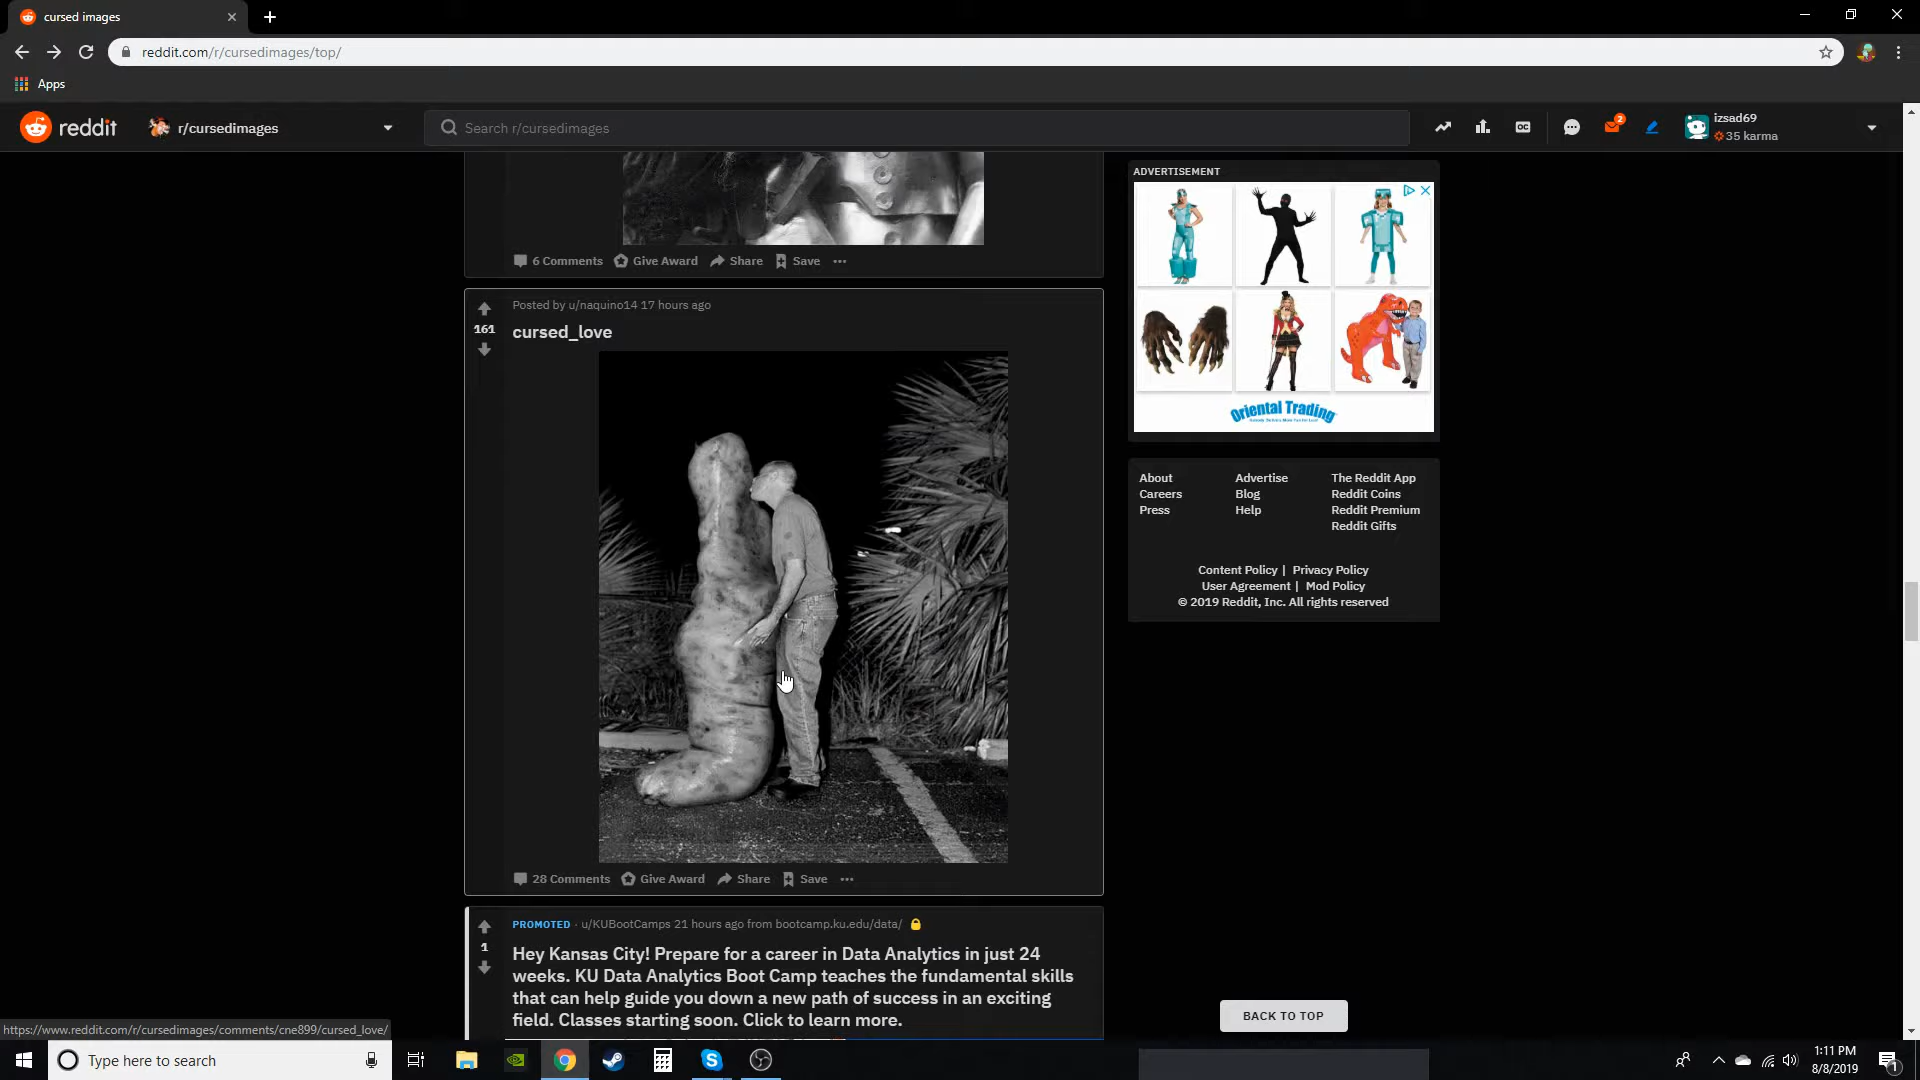 cursed images
reddit.com/r/cursedimages/top/
Apps
reddit
r/cursedimages
Search r/cursedimages
2
izsad69
35 karma
6 Comments
Give Award
Share
Save
Posted by u/naquino14 17 hours ago
161
cursed_love
28 Comments
Give Award
Share
Save
PROMOTED · u/KUBootCamps 21 hours ago from bootcamp.ku.edu/data/
1
Hey Kansas City! Prepare for a career in Data Analytics in just 24
weeks. KU Data Analytics Boot Camp teaches the fundamental skills
that can help guide you down a new path of success in an exciting
field. Classes starting soon. Click to learn more.
ADVERTISEMENT
Oriental Trading
About
Careers
Press
Advertise
Blog
Help
The Reddit App
Reddit Coins
Reddit Premium
Reddit Gifts
Content Policy | Privacy Policy
User Agreement | Mod Policy
© 2019 Reddit, Inc. All rights reserved
BACK TO TOP
https://www.reddit.com/r/cursedimages/comments/cne899/cursed_love/
Type here to search
1:11 PM
8/8/2019
1